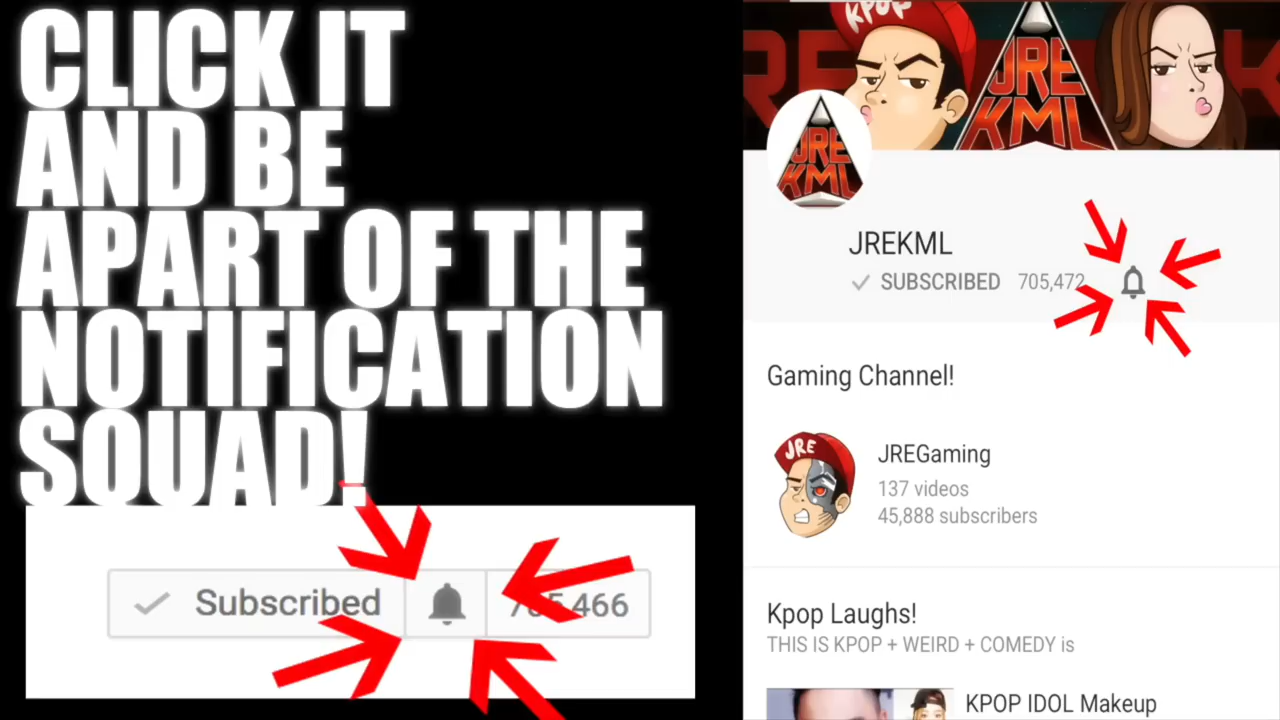 CLICK IT
AND BE
APART OF THE
NOTIFICATION
SQUAD!
Subscribed
KPOP
JRE
KML
JRE
KML
JREKML
SUBSCRIBED 705,472
Gaming Channel!
JRE
JREGaming
137 videos
45,888 subscribers
Kpop Laughs!
THIS IS KPOP + WEIRD + COMEDY is
KPOP IDOL Makeup